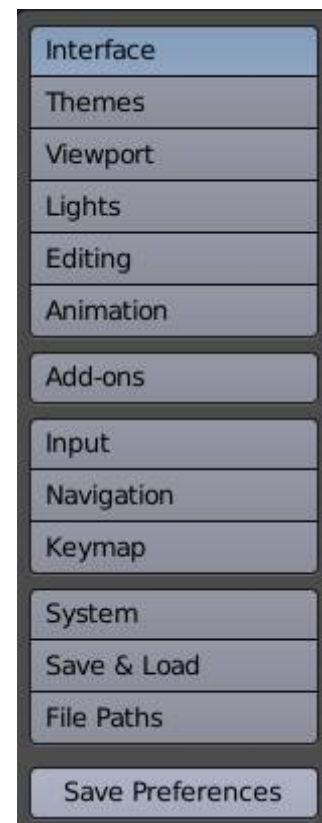 Interface
Themes
Viewport
Lights
Editing
Animation
Add-ons
Input
Navigation
Keymap
System
Save & Load
File Paths
Save Preferences